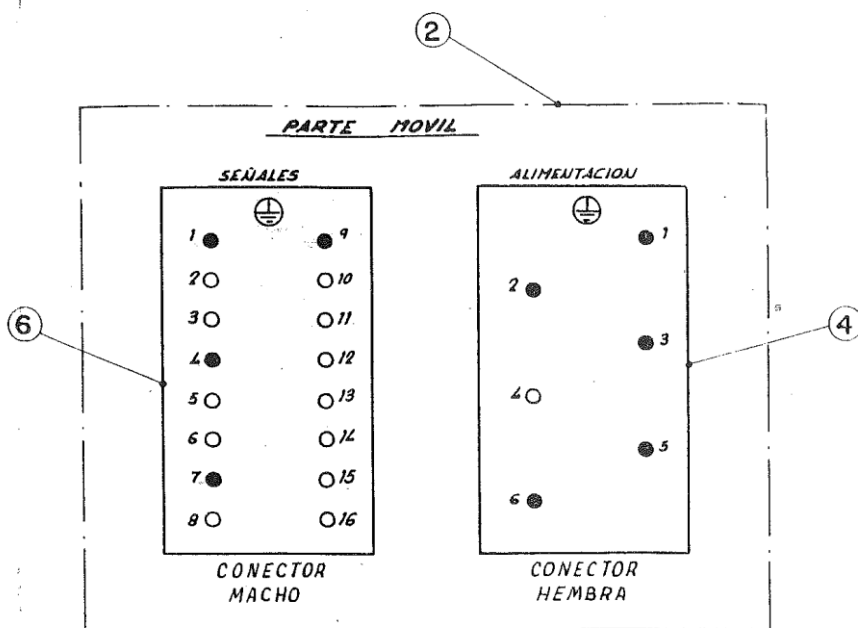 2
PARTE MOVIL
SEÑALES
ALIMENTACION
1 9
2 10
3 11
4 12
5 13
6 14
7 15
8 16
1
2
3
4
5
6
6
4
CONECTOR
MACHO
CONECTOR
HEMBRA